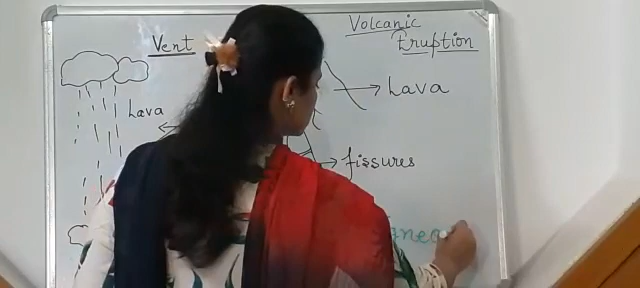 Volcanic
Eruption
Vent
Lava
Lava
fissures